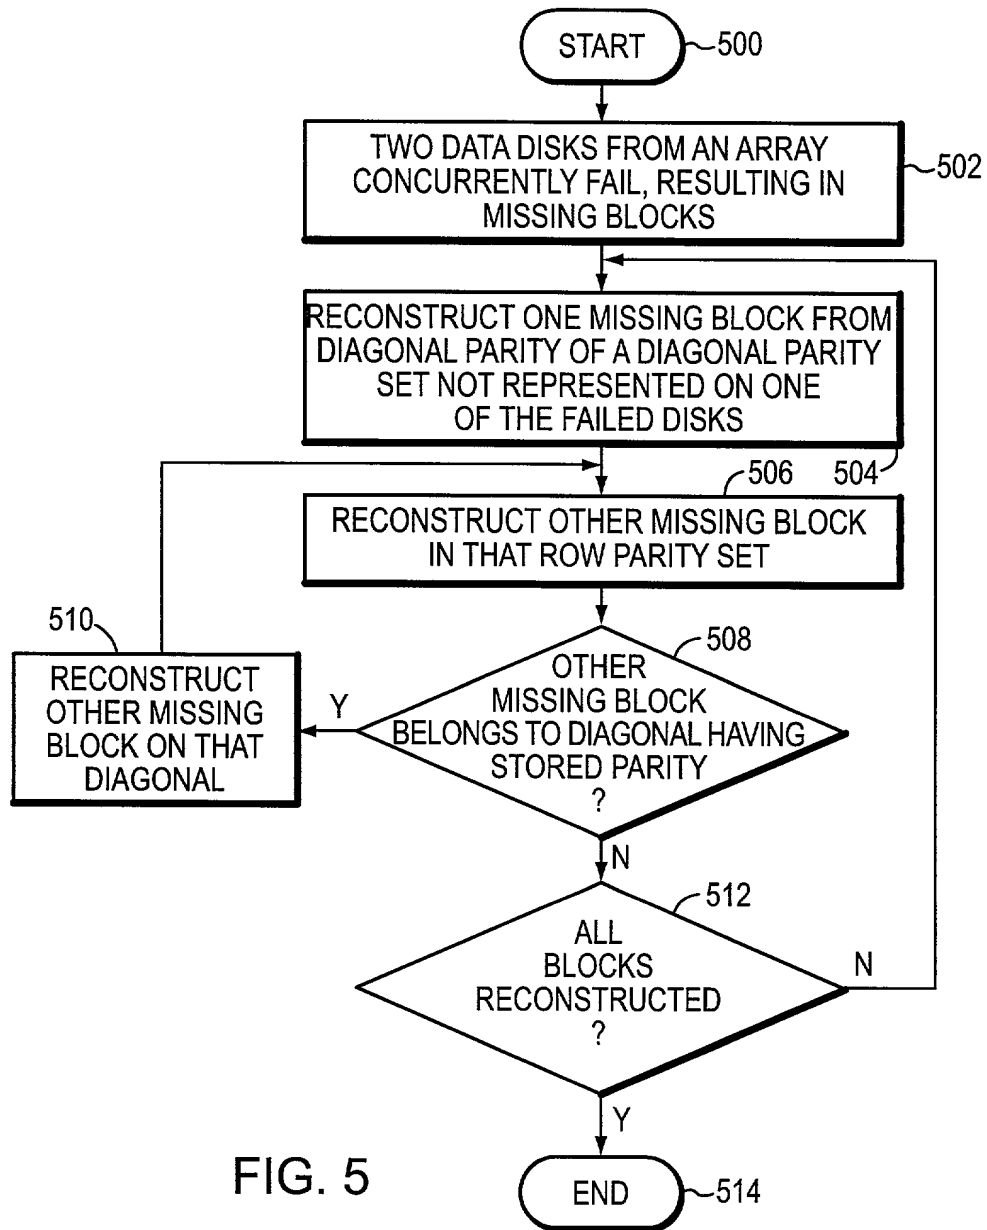 START
500
TWO DATA DISKS FROM AN ARRAY
CONCURRENTLY FAIL, RESULTING IN
MISSING BLOCKS
502
RECONSTRUCT ONE MISSING BLOCK FROM
DIAGONAL PARITY OF A DIAGONAL PARITY
SET NOT REPRESENTED ON ONE
OF THE FAILED DISKS
504
506
RECONSTRUCT OTHER MISSING BLOCK
IN THAT ROW PARITY SET
508
OTHER
MISSING BLOCK
BELONGS TO DIAGONAL HAVING
STORED PARITY
?
Y
510
RECONSTRUCT
OTHER MISSING
BLOCK ON THAT
DIAGONAL
N
512
ALL
BLOCKS
RECONSTRUCTED
?
N
Y
END
514
FIG. 5